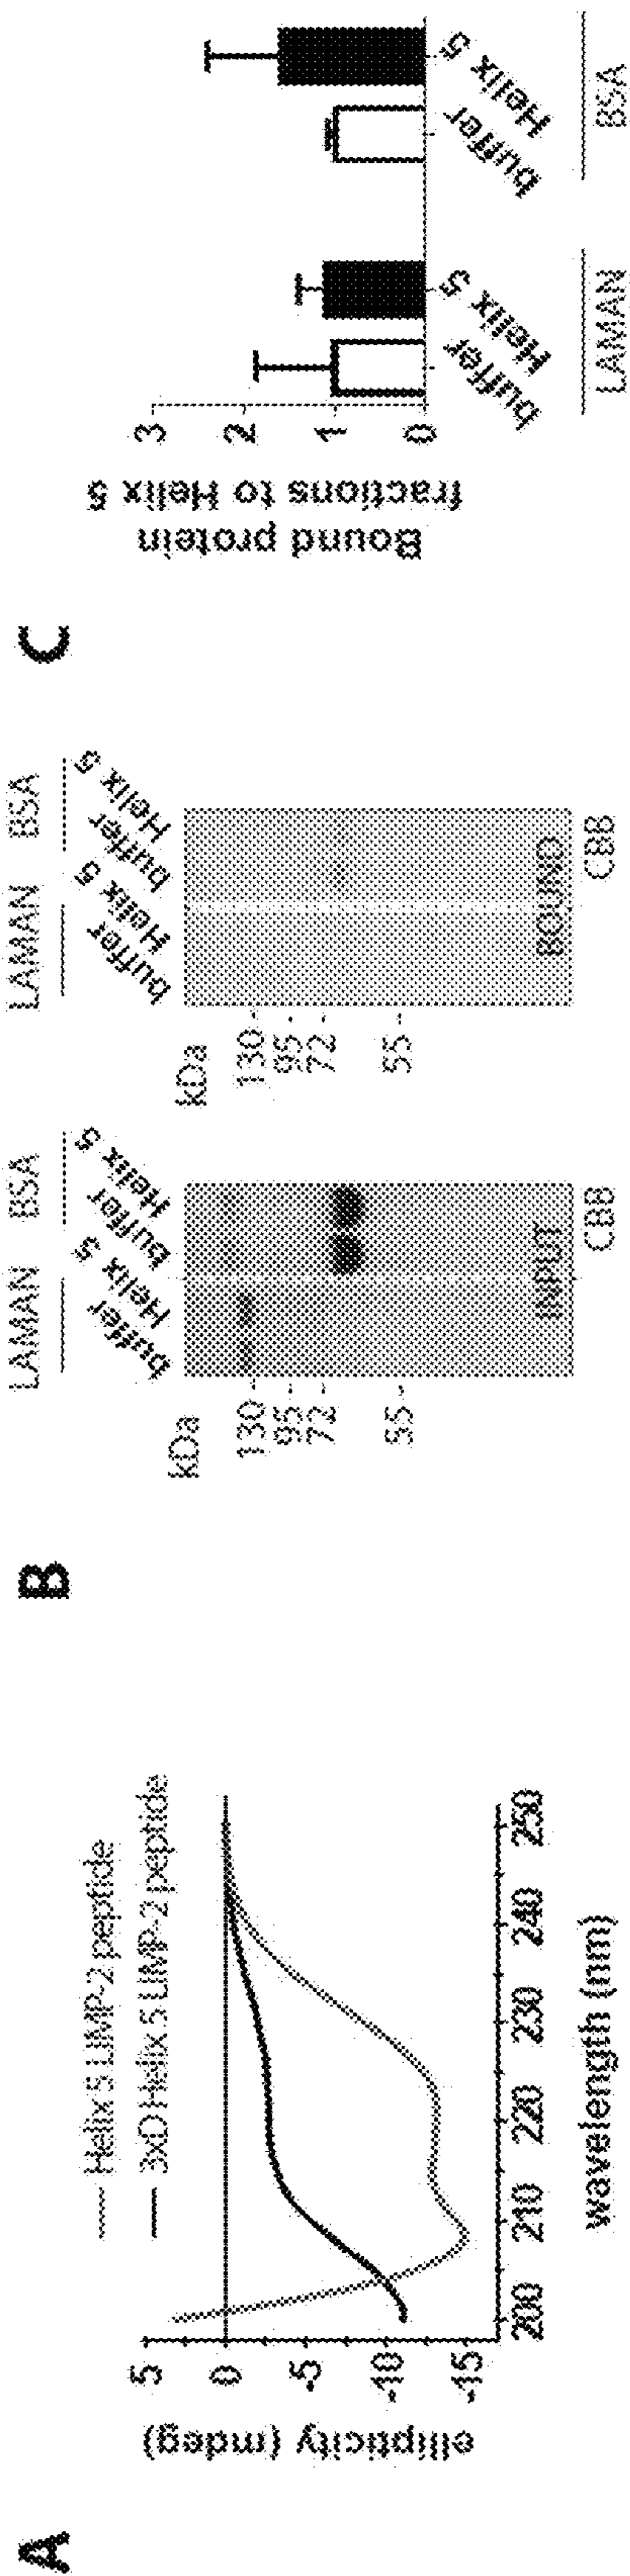 A
Helix 5 LIMP-2 peptide
3xD Helix 5 LIMP-2 peptide
ellipticity (mdeg)
5
0
-5
-10
-15
200 210 220 230 240 250
wavelength (nm)
B
LAMAN BSA
buffer Helix 5 buffer Helix 5
kDa
130-
95-
72-
55-
INPUT
CBB
LAMAN BSA
buffer Helix 5 buffer Helix 5
kDa
130-
95-
72-
55-
BOUND
CBB
C
Bound protein
fractions to Helix 5
3
2
1
0
buffer Helix 5 buffer Helix 5
LAMAN BSA